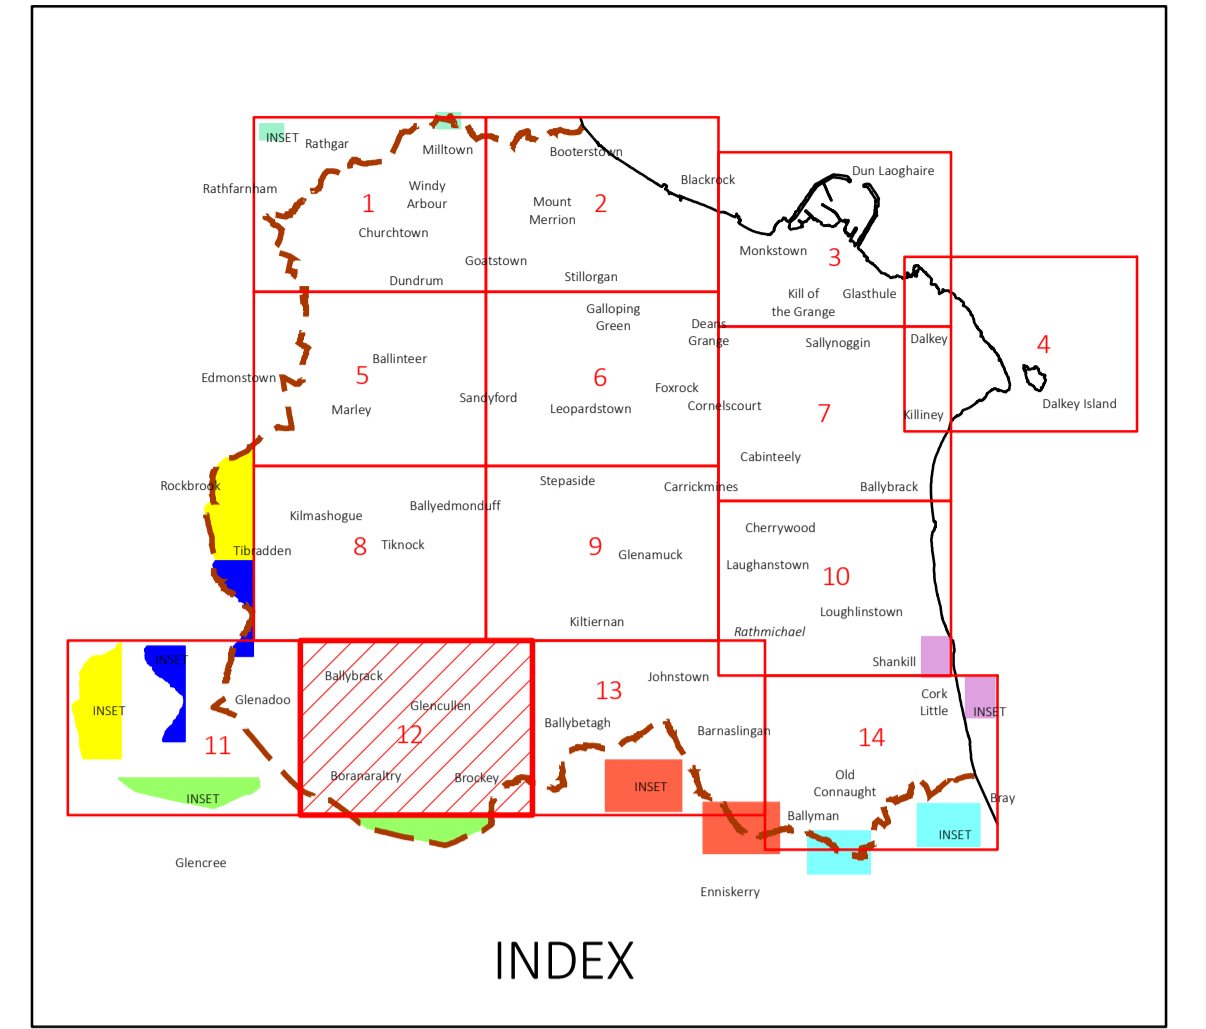 INSET
Rathgar
Milltown
Booterstown
Rathfarnham
1
Windy
Arbour
Mount
Merrion
2
Blackrock
Dun Laoghaire
Churchtown
Goatstown
Dundrum
Stillorgan
Monkstown
3
Kill of
the Grange
Glasthule
Galloping
Green
Deans
Grange
Sallynoggin
Dalkey
4
Dalkey Island
Edmonstown
5
Ballinteer
Marley
Sandyford
6
Leopardstown
Foxrock
Cornelscourt
7
Killiney
Cabinteely
Ballybrack
Rockbrook
Stepaside
Carrickmines
Kilmashogue
Ballyedmonduff
Tibradden
8
Tiknock
9
Glenamuck
Kiltiernan
Cherrywood
Laughanstown
10
Loughlinstown
Rathmichael
Shankill
INSET
INSET
Glenadoo
11
INSET
Ballybrack
Glencullen
12
Boranaraltry
Brockey
13
Johnstown
Ballybetagh
Barnaslingan
INSET
Cork
Little
INSET
14
Old
Connaught
Ballyman
Bray
INSET
Glencree
Enniskerry
INDEX